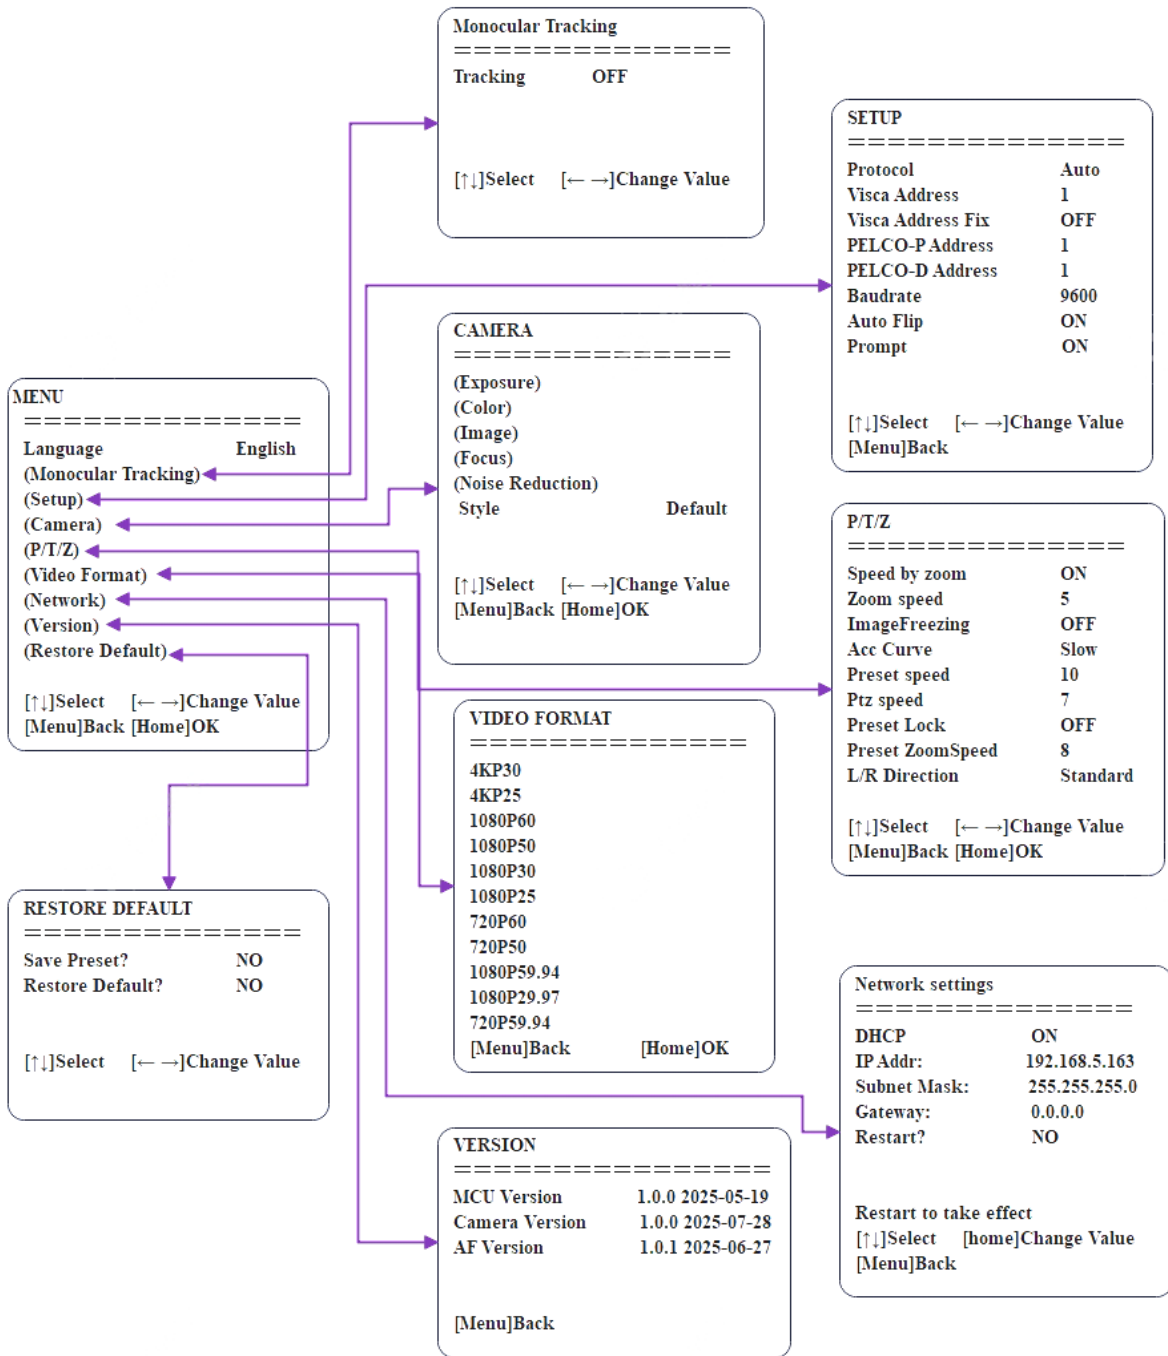 Monocular Tracking
==============
Tracking OFF
[↑↓]Select [← →]Change Value
SETUP
==============
Protocol Auto
Visca Address 1
Visca Address Fix OFF
PELCO-P Address 1
PELCO-D Address 1
Baudrate 9600
Auto Flip ON
Prompt ON
[↑↓]Select [← →]Change Value
[Menu]Back
CAMERA
==============
(Exposure)
(Color)
(Image)
(Focus)
(Noise Reduction)
Style Default
[↑↓]Select [← →]Change Value
[Menu]Back [Home]OK
MENU
==============
Language English
(Monocular Tracking)
(Setup)
(Camera)
(P/T/Z)
(Video Format)
(Network)
(Version)
(Restore Default)
[↑↓]Select [← →]Change Value
[Menu]Back [Home]OK
P/T/Z
==============
Speed by zoom ON
Zoom speed 5
ImageFreezing OFF
Acc Curve Slow
Preset speed 10
Ptz speed 7
Preset Lock OFF
Preset ZoomSpeed 8
L/R Direction Standard
[↑↓]Select [← →]Change Value
[Menu]Back [Home]OK
VIDEO FORMAT
==============
4KP30
4KP25
1080P60
1080P50
1080P30
1080P25
720P60
720P50
1080P59.94
1080P29.97
720P59.94
[Menu]Back [Home]OK
RESTORE DEFAULT
==============
Save Preset? NO
Restore Default? NO
[↑↓]Select [← →]Change Value
Network settings
==============
DHCP ON
IP Addr: 192.168.5.163
Subnet Mask: 255.255.255.0
Gateway: 0.0.0.0
Restart? NO
Restart to take effect
[↑↓]Select [home]Change Value
[Menu]Back
VERSION
================
MCU Version 1.0.0 2025-05-19
Camera Version 1.0.0 2025-07-28
AF Version 1.0.1 2025-06-27
[Menu]Back